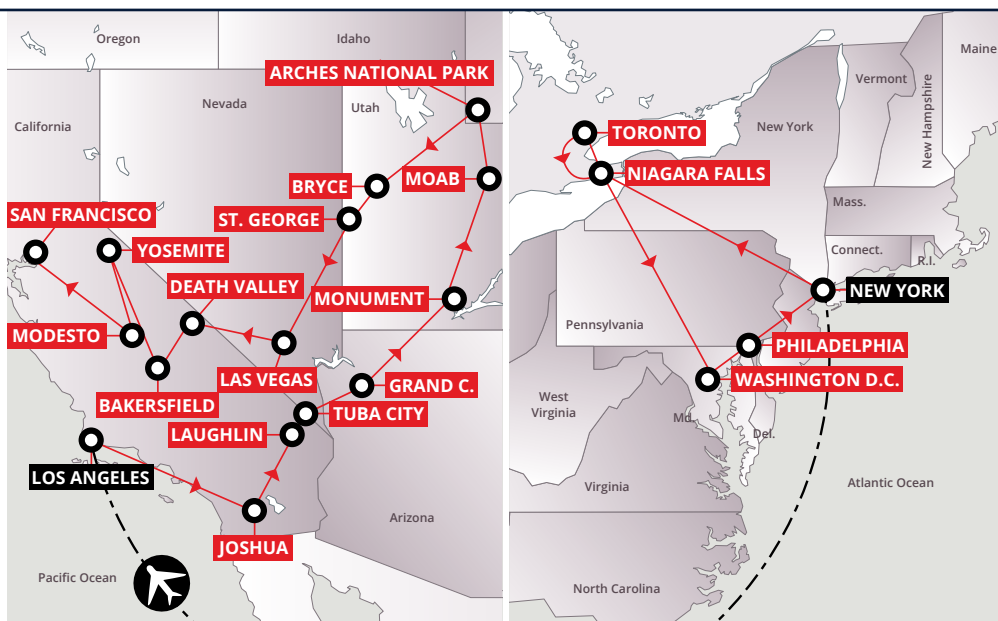 Oregon
Idaho
ARCHES NATIONAL PARK
Nevada
Utah
California
BRYCE
MOAB
SAN FRANCISCO
ST. GEORGE
YOSEMITE
DEATH VALLEY
MONUMENT
MODESTO
LAS VEGAS
GRAND C.
BAKERSFIELD
TUBA CITY
LAUGHLIN
LOS ANGELES
Arizona
JOSHUA
Pacific Ocean
Maine
Vermont
New Hampshire
New York
TORONTO
NIAGARA FALLS
Mass.
Connect.
R.I.
NEW YORK
Pennsylvania
PHILADELPHIA
WASHINGTON D.C.
West
Virginia
Md.
Del.
Virginia
Atlantic Ocean
North Carolina